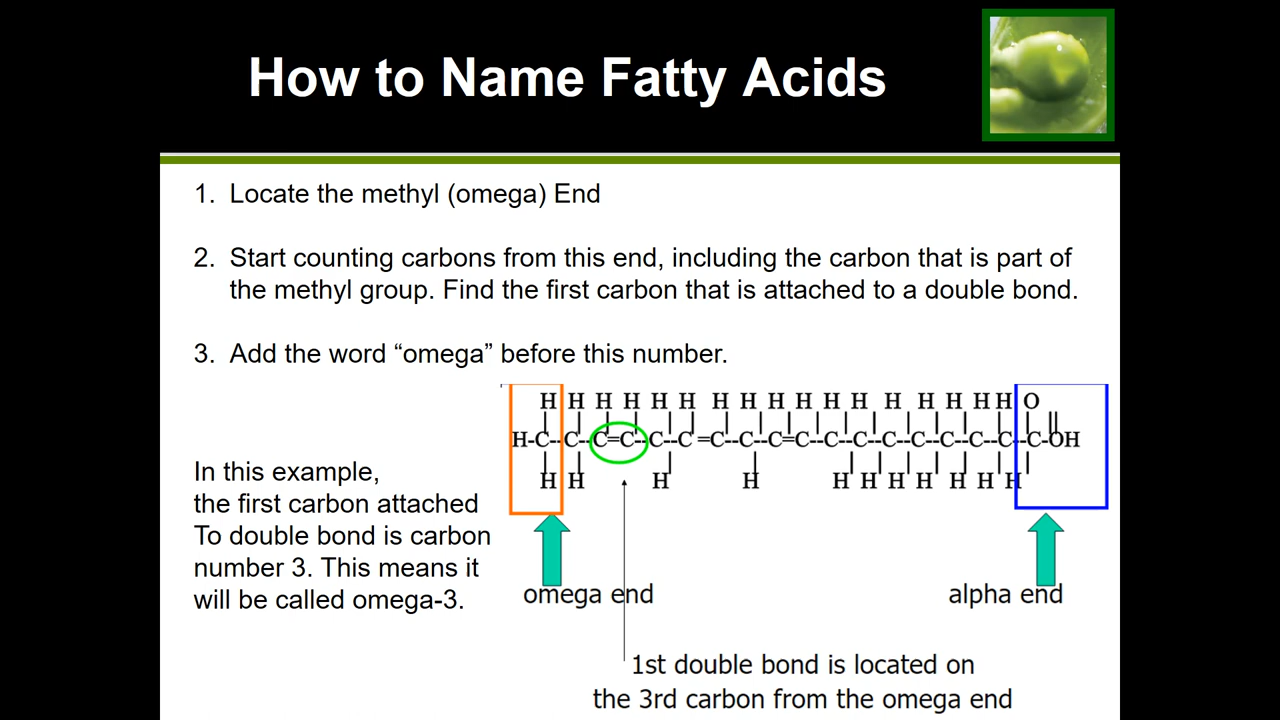 How to Name Fatty Acids
1. Locate the methyl (omega) End
2. Start counting carbons from this end, including the carbon that is part of
the methyl group. Find the first carbon that is attached to a double bond.
3. Add the word “omega” before this number.
H H H H H H H H H H H H H H H H H O
H-C--C--C=C--C--C=C--C--C=C--C--C--C--C--C--C--C--C-OH
H H H H H H H H H H H
In this example,
the first carbon attached
To double bond is carbon
number 3. This means it
will be called omega-3.
omega end
alpha end
1st double bond is located on
the 3rd carbon from the omega end